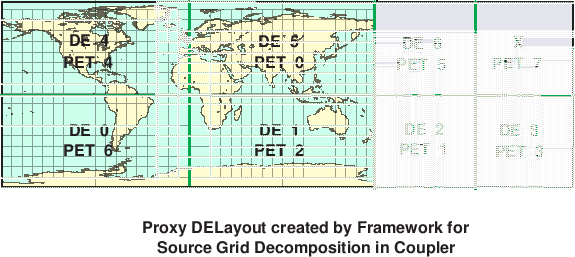 DE 4 DE 5 DE 6 X
PET 4 PET 0 PET 5 PET 7
DE 0 DE 1 DE 2 DE 3
PET 6 PET 2 PET 1 PET 3
Proxy DELayout created by Framework for
Source Grid Decomposition in Coupler